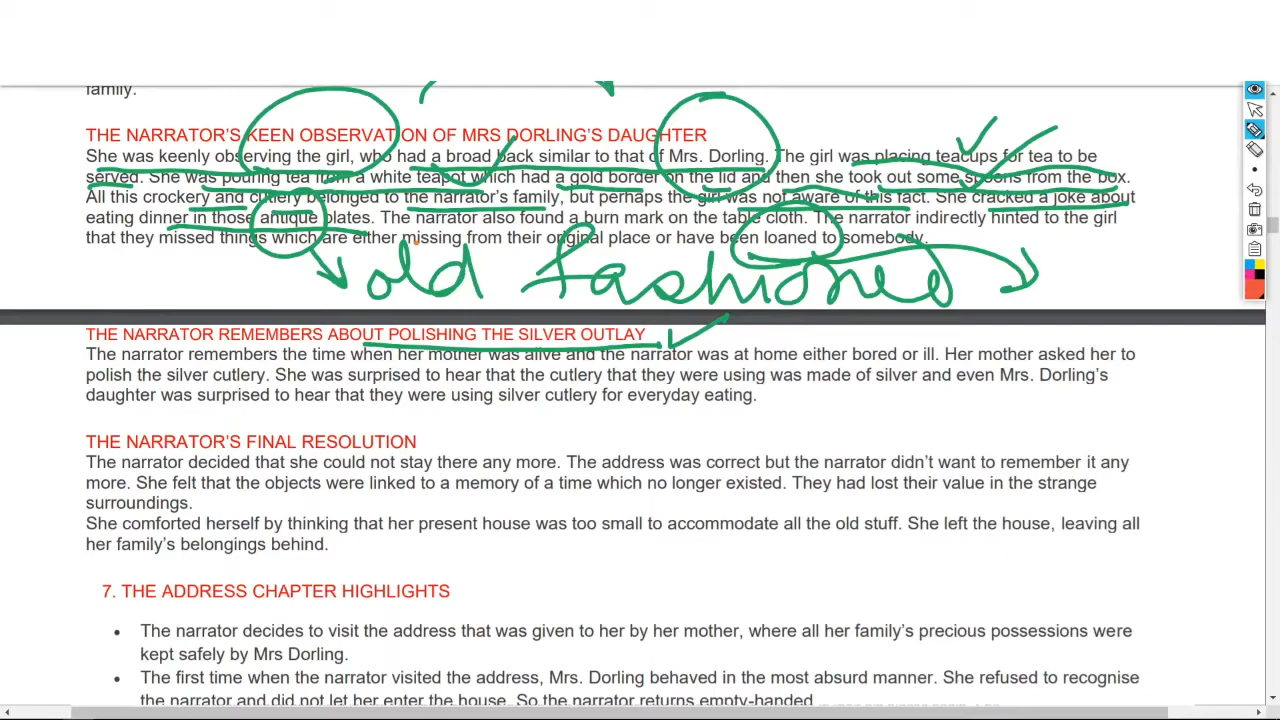 family.
THE NARRATOR'S KEEN OBSERVATION OF MRS DORLING'S DAUGHTER
She was keenly observing the girl, who had a broad back similar to that of Mrs. Dorling. The girl was placing teacups for tea to be
served. She was pouring tea from a white teapot which had a gold border on the lid and then she took out some spoons from the box.
All this crockery and cutlery belonged to the narrator's family, but perhaps the girl was not aware of this fact. She cracked a joke about
eating dinner in those antique plates. The narrator also found a burn mark on the table cloth. The narrator indirectly hinted to the girl
that they missed things which are either missing from their original place or have been loaned to somebody.
old fashioned
THE NARRATOR REMEMBERS ABOUT POLISHING THE SILVER OUTLAY
The narrator remembers the time when her mother was alive and the narrator was at home either bored or ill. Her mother asked her to
polish the silver cutlery. She was surprised to hear that the cutlery that they were using was made of silver and even Mrs. Dorling's
daughter was surprised to hear that they were using silver cutlery for everyday eating.
THE NARRATOR'S FINAL RESOLUTION
The narrator decided that she could not stay there any more. The address was correct but the narrator didn't want to remember it any
more. She felt that the objects were linked to a memory of a time which no longer existed. They had lost their value in the strange
surroundings.
She comforted herself by thinking that her present house was too small to accommodate all the old stuff. She left the house, leaving all
her family's belongings behind.
7. THE ADDRESS CHAPTER HIGHLIGHTS
• The narrator decides to visit the address that was given to her by her mother, where all her family's precious possessions were
kept safely by Mrs Dorling.
• The first time when the narrator visited the address, Mrs. Dorling behaved in the most absurd manner. She refused to recognise
the narrator and did not let her enter the house. So the narrator returns empty-handed